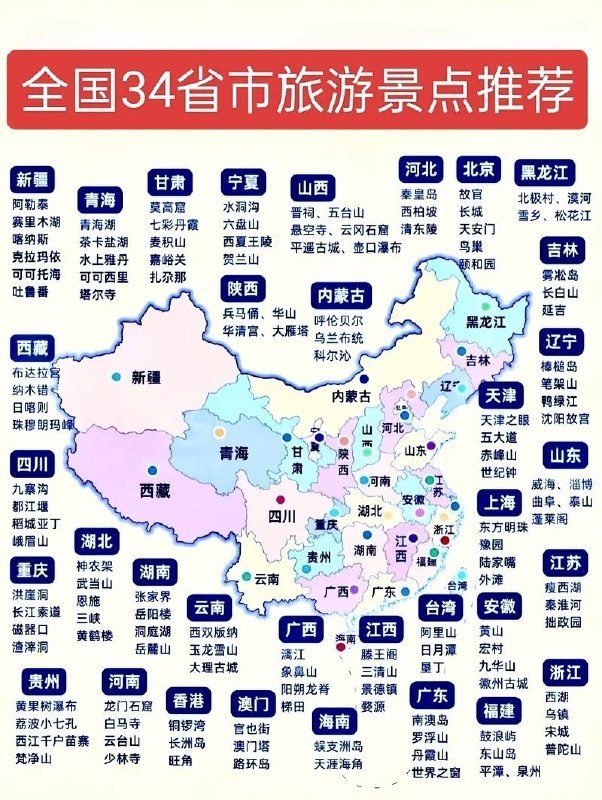 全国34省市旅游景点推荐
新疆
阿勒泰
赛里木湖
喀纳斯
克拉玛依
可可托海
吐鲁番
青海
青海湖
茶卡盐湖
水上雅丹
可可西里
塔尔寺
甘肃
莫高窟
七彩丹霞
麦积山
嘉峪关
扎尕那
宁夏
水洞沟
六盘山
西夏王陵
贺兰山
山西
晋祠、五台山
悬空寺、云冈石窟
平遥古城、壶口瀑布
河北
秦皇岛
西柏坡
清东陵
北京
故宫
长城
天安门
鸟巢
颐和园
黑龙江
北极村、漠河
雪乡、松花江
吉林
雾凇岛
长白山
延吉
陕西
兵马俑、华山
华清宫、大雁塔
内蒙古
呼伦贝尔
乌兰布统
科尔沁
辽宁
棒槌岛
笔架山
鸭绿江
沈阳故宫
西藏
布达拉宫
纳木错
日喀则
珠穆朗玛峰
天津
天津之眼
五大道
赤峰山
世纪钟
四川
九寨沟
都江堰
稻城亚丁
峨眉山
山东
威海、淄博
曲阜、泰山
蓬莱阁
上海
东方明珠
豫园
陆家嘴
外滩
重庆
洪崖洞
长江索道
磁器口
湖北
神农架
武当山
恩施
三峡
黄鹤楼
湖南
张家界
岳阳楼
洞庭湖
岳麓山
云南
西双版纳
玉龙雪山
大理古城
江苏
瘦西湖
秦淮河
拙政园
台湾
阿里山
日月潭
垦丁
安徽
黄山
宏村
九华山
徽州古城
广西
漓江
象鼻山
阳朔龙脊
梯田
江西
滕王阁
三清山
景德镇
婺源
浙江
西湖
乌镇
宋城
普陀山
贵州
黄果树瀑布
荔波小七孔
西江千户苗寨
梵净山
河南
龙门石窟
白马寺
云台山
少林寺
香港
铜锣湾
长洲岛
旺角
澳门
官也街
澳门塔
路环岛
海南
蜈支洲岛
天涯海角
广东
南澳岛
罗浮山
丹霞山
世界之窗
福建
鼓浪屿
东山岛
平潭、泉州
黑龙江
吉林
新疆
内蒙古
河北
青海
甘肃
宁夏
陕西
山西
山东
西藏
河南
江苏
四川
重庆
湖北
安徽
浙江
贵州
湖南
江西
福建
云南
广西
广东
台湾
海南